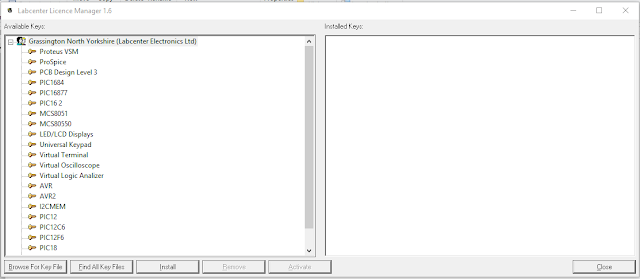 Labcenter Licence Manager 1.6
Available Keys:
Installed Keys:
Grassington North Yorkshire (Labcenter Electronics Ltd)
Proteus VSM
ProSpice
PCB Design Level 3
PIC1684
PIC16877
PIC16 2
MCS8051
MCS80550
LED/LCD Displays
Universal Keypad
Virtual Terminal
Virtual Oscilloscope
Virtual Logic Analizer
AVR
AVR2
I2CMEM
PIC12
PIC12C6
PIC12F6
PIC18
Browse For Key File
Find All Key Files
Install
Remove
Activate
Close